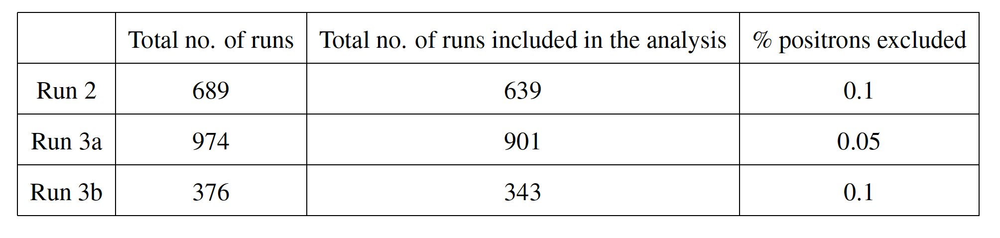 Total no. of runs Total no. of runs included in the analysis % positrons excluded
Run 2 689 639 0.1
Run 3a 974 901 0.05
Run 3b 376 343 0.1